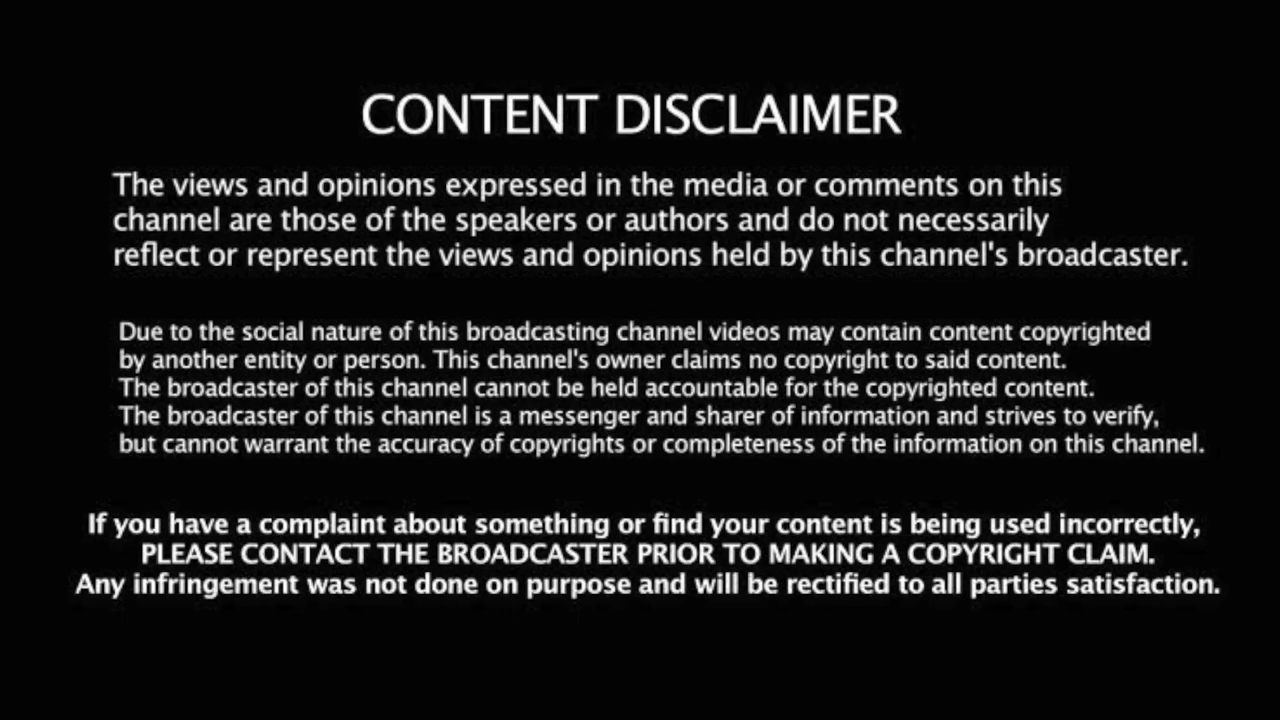 CONTENT DISCLAIMER
The views and opinions expressed in the media or comments on this
channel are those of the speakers or authors and do not necessarily
reflect or represent the views and opinions held by this channel's broadcaster.
Due to the social nature of this broadcasting channel videos may contain content copyrighted
by another entity or person. This channel's owner claims no copyright to said content.
The broadcaster of this channel cannot be held accountable for the copyrighted content.
The broadcaster of this channel is a messenger and sharer of information and strives to verify,
but cannot warrant the accuracy of copyrights or completeness of the information on this channel.
If you have a complaint about something or find your content is being used incorrectly,
PLEASE CONTACT THE BROADCASTER PRIOR TO MAKING A COPYRIGHT CLAIM.
Any infringement was not done on purpose and will be rectified to all parties satisfaction.